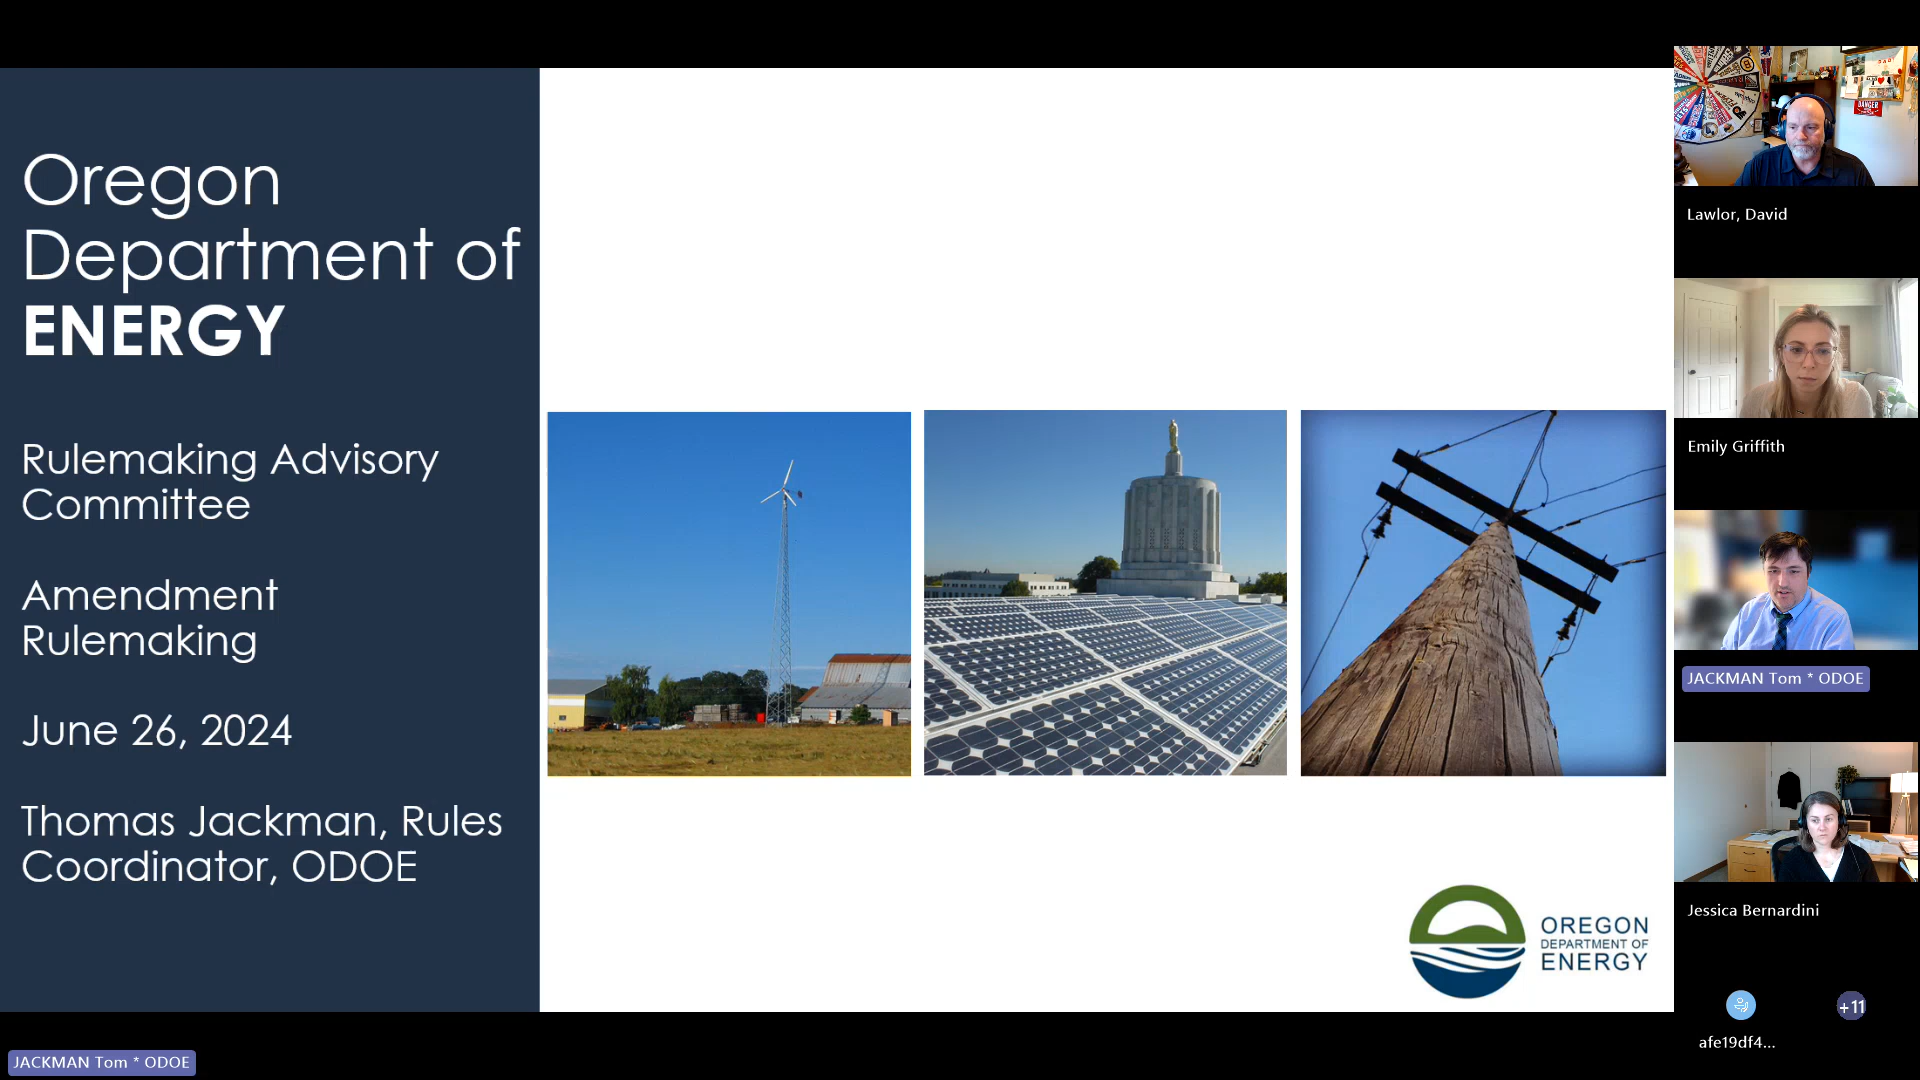 Oregon
Department of
ENERGY
Rulemaking Advisory
Committee
Amendment
Rulemaking
June 26, 2024
Thomas Jackman, Rules
Coordinator, ODOE
OREGON
DEPARTMENT OF
ENERGY
JACKMAN Tom * ODOE
DANGER
Lawlor, David
Emily Griffith
JACKMAN Tom * ODOE
Jessica Bernardini
afe19df4...
+11